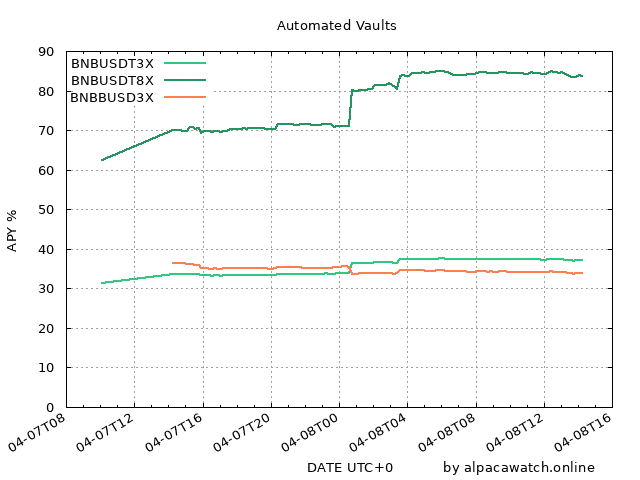 Automated Vaults
BNBUSDT3X
BNBUSDT8X
BNBBUSD3X
90
80
70
60
50
40
30
20
10
0
APY %
04-07T08
04-07T12
04-07T16
04-07T20
04-08T00
04-08T04
04-08T08
04-08T12
04-08T16
DATE UTC+0
by alpacawatch.online